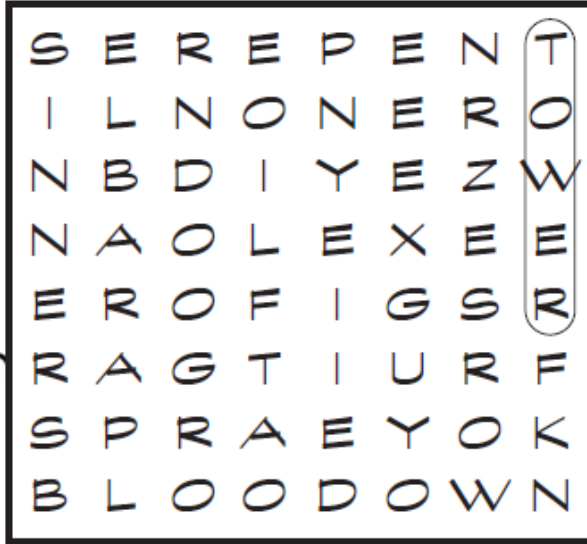 S E R E P E N T
I L N O N E R O
N B D I Y E Z W
N A O L E X E E
E R O F I G S R
R A G T I U R F
S P R A E Y O K
B L O O D O W N